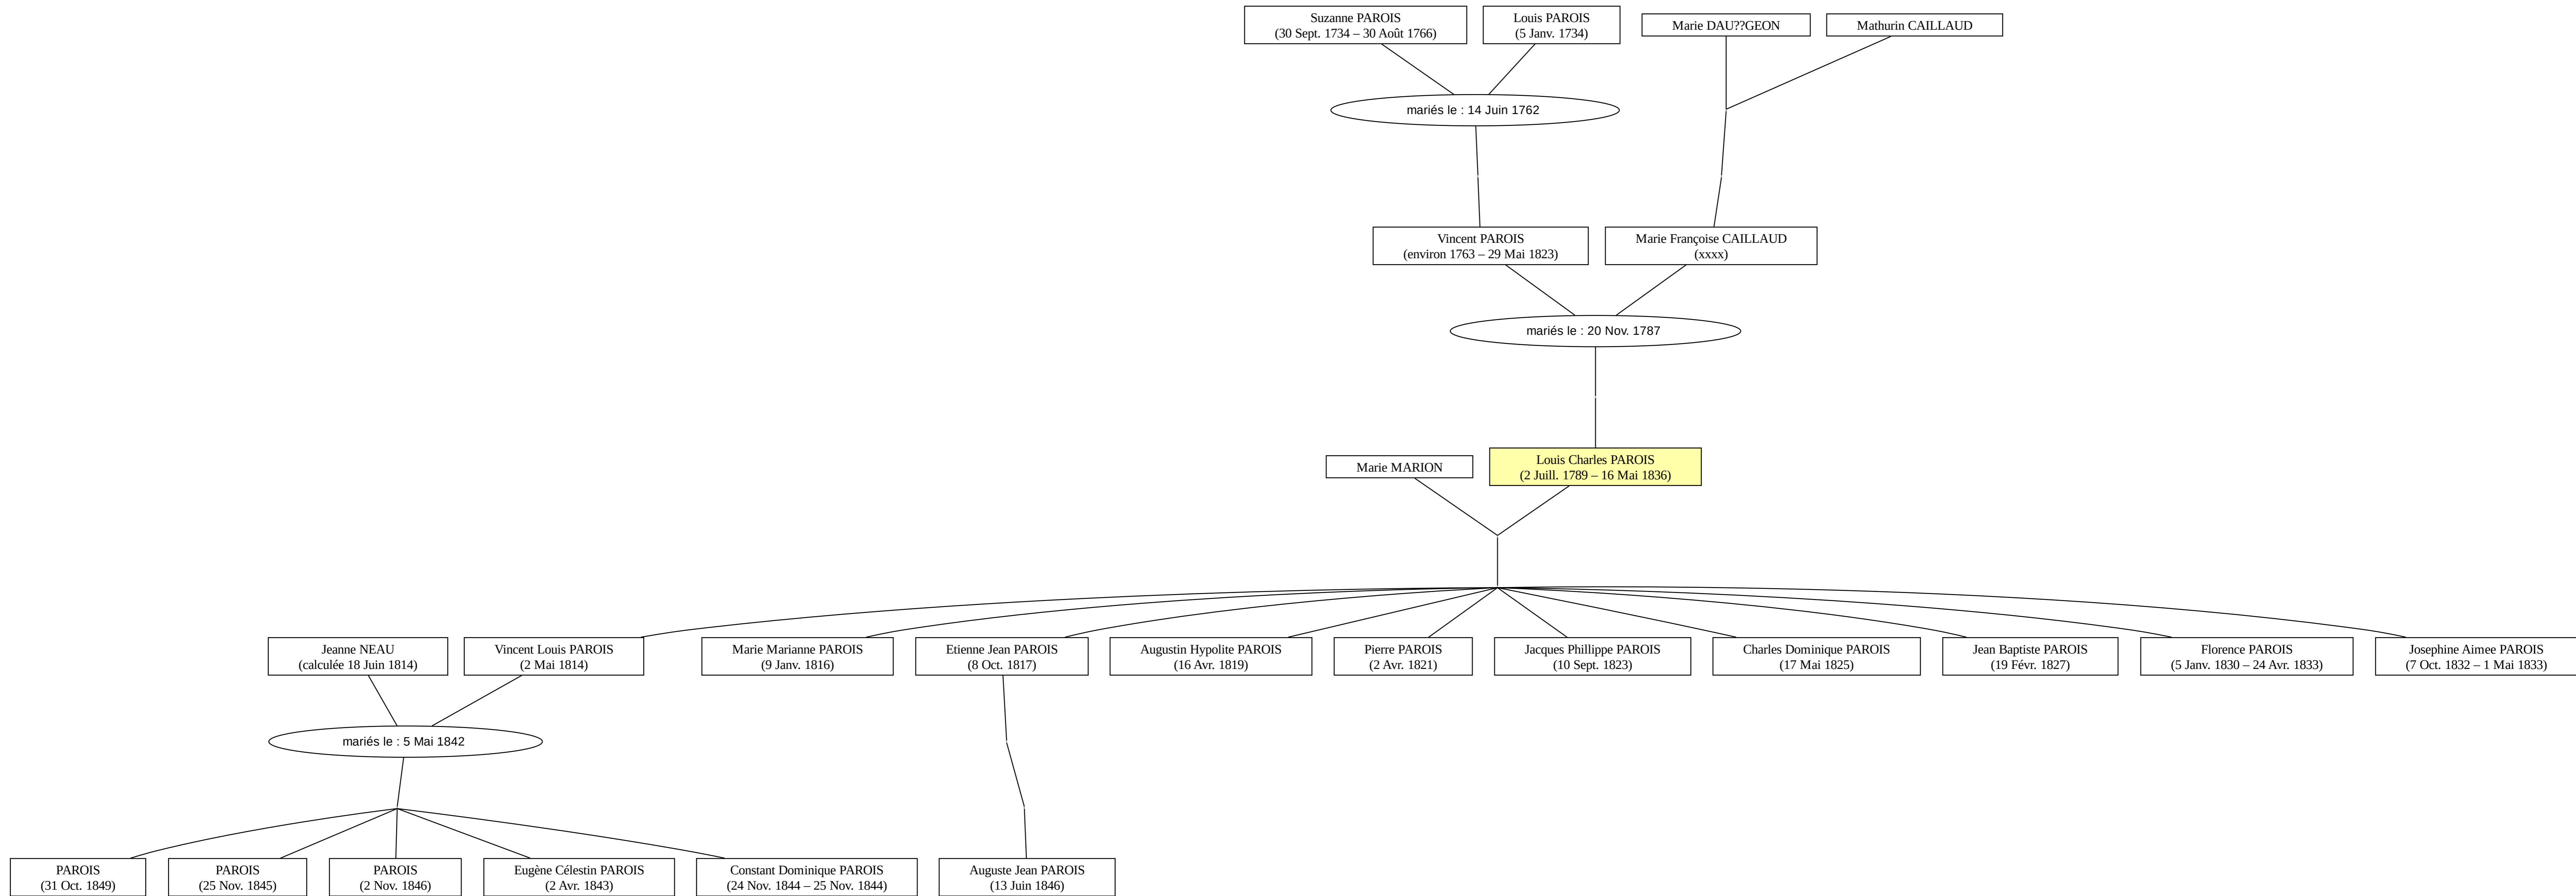 Suzanne PAROIS
(30 Sept. 1734 – 30 Août 1766)
Louis PAROIS
(5 Janv. 1734)
Marie DAU??GEON
Mathurin CAILLAUD
mariés le : 14 Juin 1762
Vincent PAROIS
(environ 1763 – 29 Mai 1823)
Marie Françoise CAILLAUD
(xxxx)
mariés le : 20 Nov. 1787
Marie MARION
Louis Charles PAROIS
(2 Juill. 1789 – 16 Mai 1836)
Jeanne NEAU
(calculée 18 Juin 1814)
Vincent Louis PAROIS
(2 Mai 1814)
Marie Marianne PAROIS
(9 Janv. 1816)
Etienne Jean PAROIS
(8 Oct. 1817)
Augustin Hypolite PAROIS
(16 Avr. 1819)
Pierre PAROIS
(2 Avr. 1821)
Jacques Phillippe PAROIS
(10 Sept. 1823)
Charles Dominique PAROIS
(17 Mai 1825)
Jean Baptiste PAROIS
(19 Févr. 1827)
Florence PAROIS
(5 Janv. 1830 – 24 Avr. 1833)
Josephine Aimee PAROIS
(7 Oct. 1832 – 1 Mai 1833)
mariés le : 5 Mai 1842
PAROIS
(31 Oct. 1849)
PAROIS
(25 Nov. 1845)
PAROIS
(2 Nov. 1846)
Eugène Célestin PAROIS
(2 Avr. 1843)
Constant Dominique PAROIS
(24 Nov. 1844 – 25 Nov. 1844)
Auguste Jean PAROIS
(13 Juin 1846)